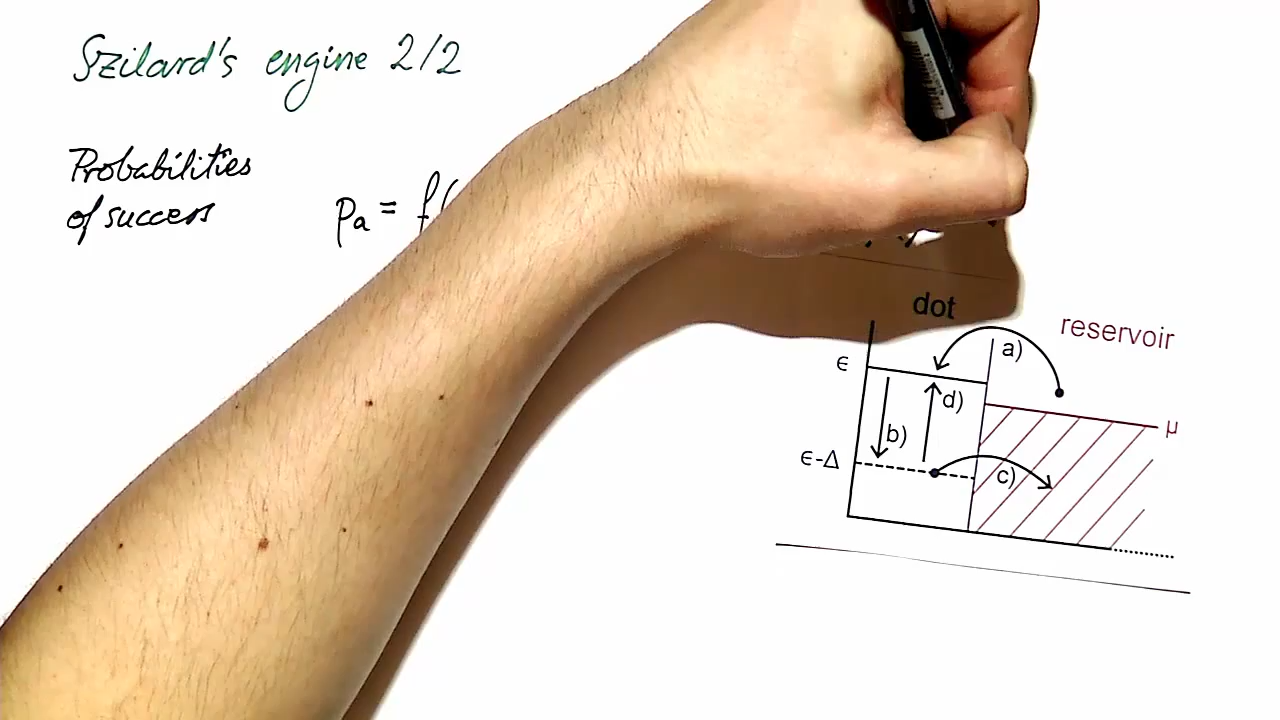 Szilard's engine 2/2
Probabilities
of success
pa = f(
dot
reservoir
ϵ
a)
d)
μ
b)
ϵ-Δ
c)